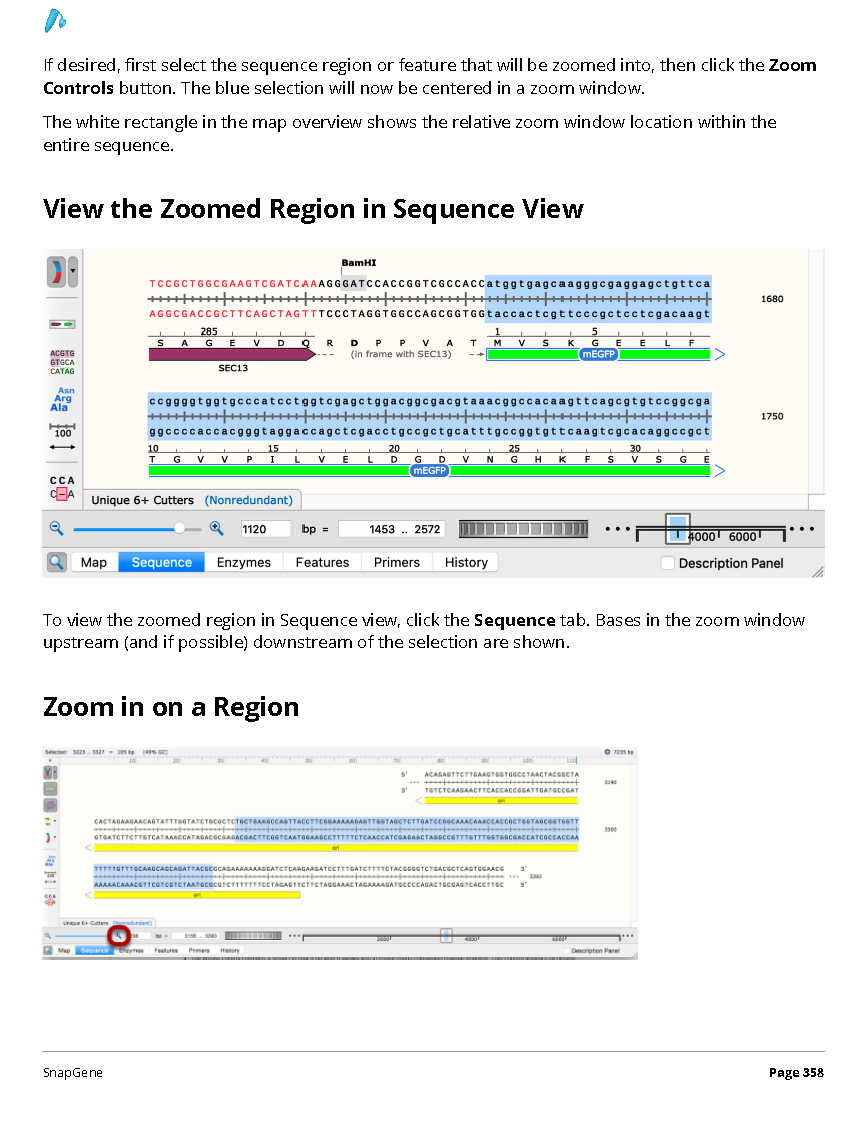 If desired, first select the sequence region or feature that will be zoomed into, then click the Zoom
Controls button. The blue selection will now be centered in a zoom window.
The white rectangle in the map overview shows the relative zoom window location within the
entire sequence.
View the Zoomed Region in Sequence View
BamHI
TCCGCTGGCGAAGTCGATCAAAGGGATCCACCGGTCGCCACCatggtgagcaagggcgaggagctgttca
1680
AGGCGACCGCTTCAGCTAGTTTCCCTAGGTGGCCAGCGGTGGtaccactcgttcccgctcctcgacaagt
285 1 5
S A G E V D Q R D P P V A T M V S K G E E L F
(in frame with SEC13) mEGFP
SEC13
ccggggtggtgcccatcctggtcgagctggacggcgacgtaaacggccacaagttcagcgtgtccggcga
1750
ggccccaccacgggtaggaccagctcgacctgccgctgcatttgccggtgttcaagtcgcacaggccgct
10 15 20 25 30
T G V V P I L V E L D G D V N G H K F S V S G E
mEGFP
ACGTG
GTGCA
CATAG
Asn
Arg
Ala
100
CCA
C–A
Unique 6+ Cutters (Nonredundant)
1120 bp = 1453 .. 2572 4000 6000
Map Sequence Enzymes Features Primers History Description Panel
To view the zoomed region in Sequence view, click the Sequence tab. Bases in the zoom window
upstream (and if possible) downstream of the selection are shown.
Zoom in on a Region
Selected: 3223 .. 3327 = 105 bp [49% GC] 7235 bp
10 20 30 40 50 60 70 80 90 100 110
5' ACAGAGTTCTTGAAGTGGTGGCCTAACTACGGCTA
3190
3' TGTCTCAAGAACTTCACCACCGGATTGATGCCGAT
ori
CACTAGAAGAACAGTATTTGGTATCTGCGCTCTGCTGAAGCCAGTTACCTTCGGAAAAAGAGTTGGTAGCTCTTGATCCGGCAAACAAACCACCGCTGGTAGCGGTGGTT
3300
GTGATCTTCTTGTCATAAACCATAGACGCGAGACGACTTCGGTCAATGGAAGCCTTTTTCTCAACCATCGAGAACTAGGCCGTTTGTTTGGTGGCGACCATCGCCACCAA
ori
TTTTTGTTTGCAAGCAGCAGATTACGCGCAGAAAAAAAGGATCTCAAGAAGATCCTTTGATCTTTTCTACGGGGTCTGACGCTCAGTGGAACG 3'
3393
AAAAACAAACGTTCGTCGTCTAATGCGCGTCTTTTTTTCCTAGAGTTCTTCTAGGAAACTAGAAAAGATGCCCCAGACTGCGAGTCACCTTGC 5'
ori
Unique 6+ Cutters (Nonredundant)
bp = 3156 .. 3393 2000 4000 6000
Map Sequence Enzymes Features Primers History Description Panel
SnapGene Page 358